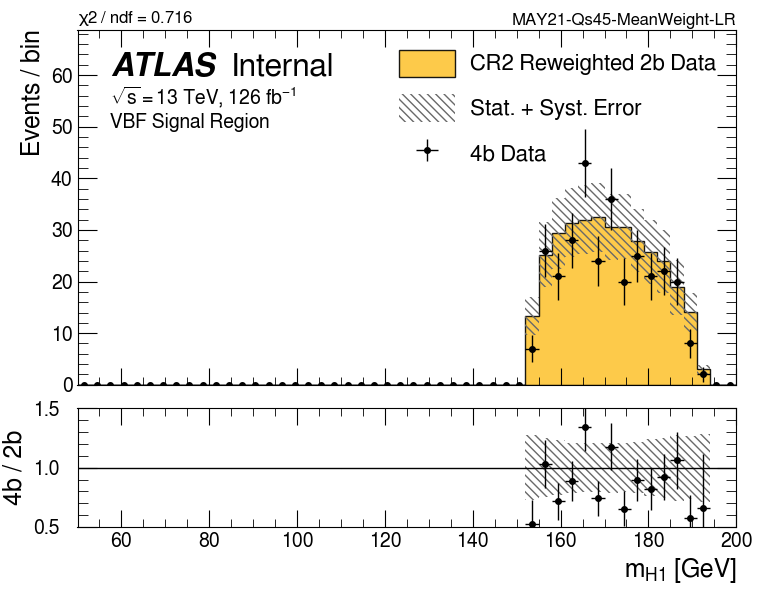 χ2 / ndf = 0.716
MAY21-Qs45-MeanWeight-LR
Events / bin
ATLAS Internal
√s = 13 TeV, 126 fb⁻¹
VBF Signal Region
CR2 Reweighted 2b Data
Stat. + Syst. Error
4b Data
60
50
40
30
20
10
0
4b / 2b
1.5
1.0
0.5
60 80 100 120 140 160 180 200
mH1 [GeV]